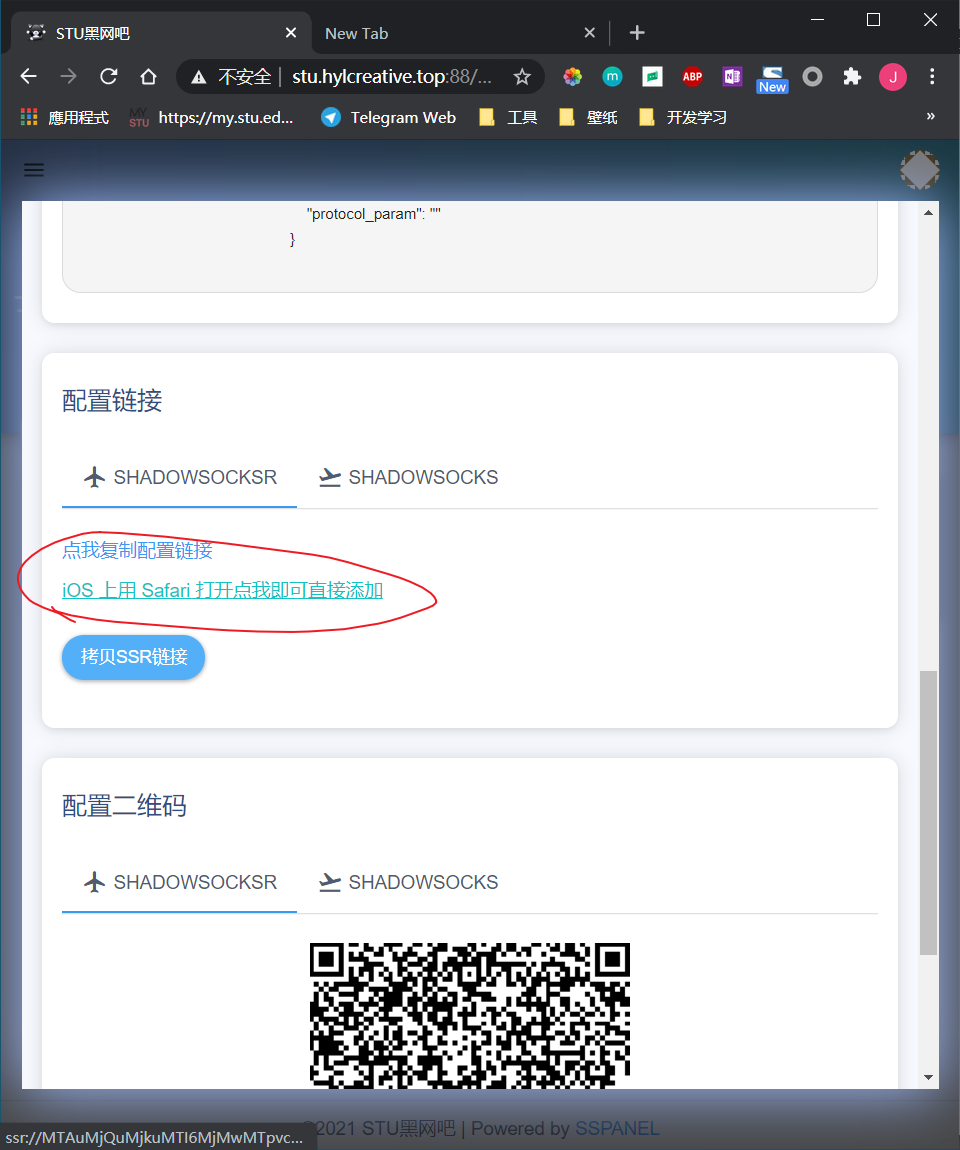 STU黑网吧
New Tab
不安全 | stu.hylcreative.top:88/...
m
ABP
N
New
J
應用程式
MY STU
https://my.stu.ed...
Telegram Web
工具
壁纸
开发学习
»
"protocol_param": ""
}
配置链接
SHADOWSOCKSR
SHADOWSOCKS
点我复制配置链接
iOS 上用 Safari 打开点我即可直接添加
拷贝SSR链接
配置二维码
SHADOWSOCKSR
SHADOWSOCKS
2021 STU黑网吧 | Powered by SSPANEL